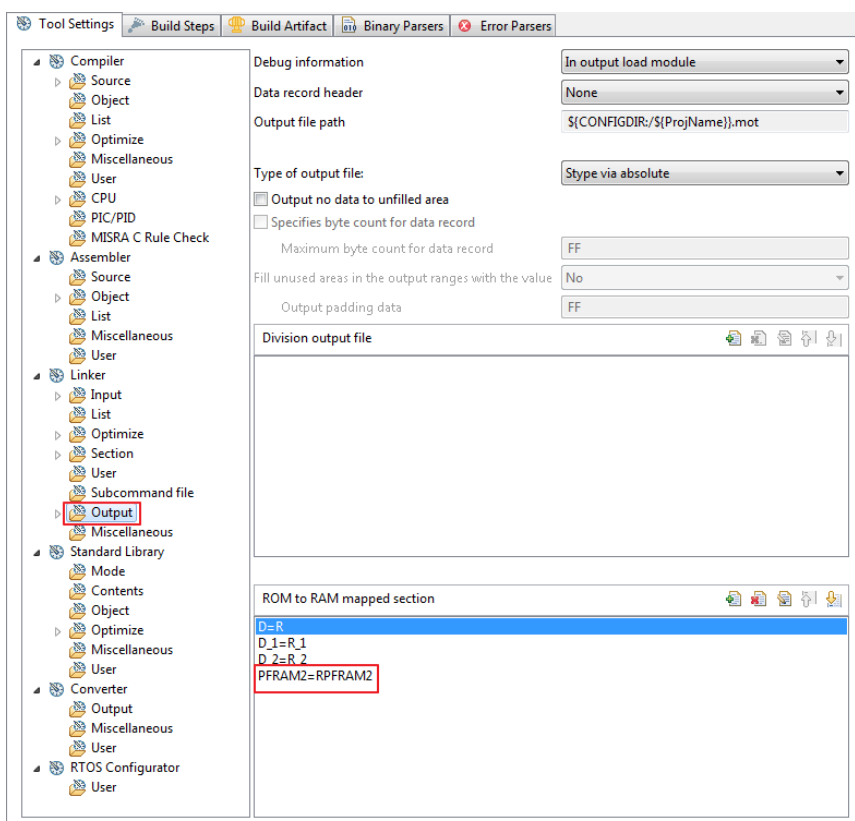 Tool Settings Build Steps Build Artifact Binary Parsers Error Parsers
Compiler
Source
Object
List
Optimize
Miscellaneous
User
CPU
PIC/PID
MISRA C Rule Check
Assembler
Source
Object
List
Miscellaneous
User
Linker
Input
List
Optimize
Section
User
Subcommand file
Output
Miscellaneous
Standard Library
Mode
Contents
Object
Optimize
Miscellaneous
User
Converter
Output
Miscellaneous
User
RTOS Configurator
User
Debug information In output load module
Data record header None
Output file path ${CONFIGDIR:/${ProjName}}.mot
Type of output file: Stype via absolute
Output no data to unfilled area
Specifies byte count for data record
Maximum byte count for data record FF
Fill unused areas in the output ranges with the value No
Output padding data FF
Division output file
ROM to RAM mapped section
D=R
D_1=R_1
D_2=R_2
PFRAM2=RPFRAM2